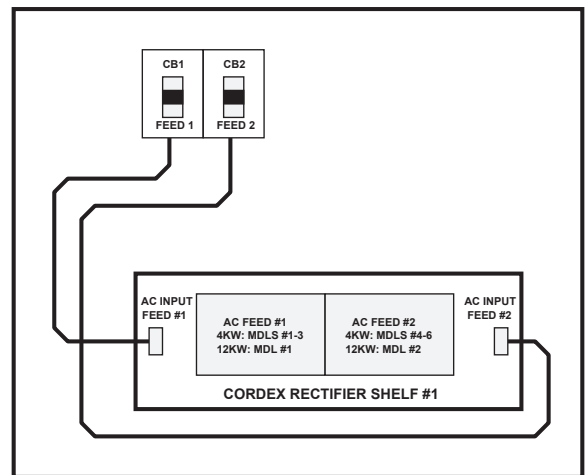 CB1
FEED 1
CB2
FEED 2
AC INPUT
FEED #1
AC FEED #1
4KW: MDLS #1-3
12KW: MDL #1
AC FEED #2
4KW: MDLS #4-6
12KW: MDL #2
AC INPUT
FEED #2
CORDEX RECTIFIER SHELF #1